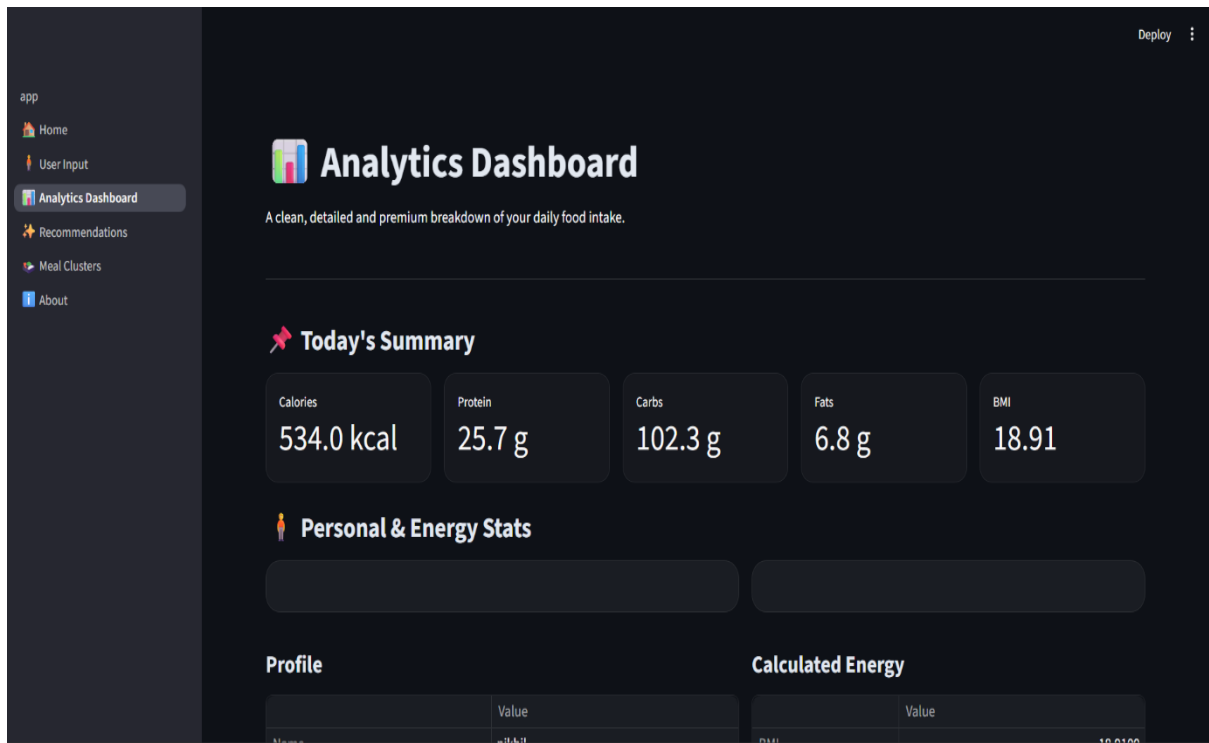 Deploy
app
Home
User Input
Analytics Dashboard
Recommendations
Meal Clusters
About
Analytics Dashboard
A clean, detailed and premium breakdown of your daily food intake.
Today's Summary
Calories
534.0 kcal
Protein
25.7 g
Carbs
102.3 g
Fats
6.8 g
BMI
18.91
Personal & Energy Stats
Profile
Calculated Energy
Value
Value
Name
BMI